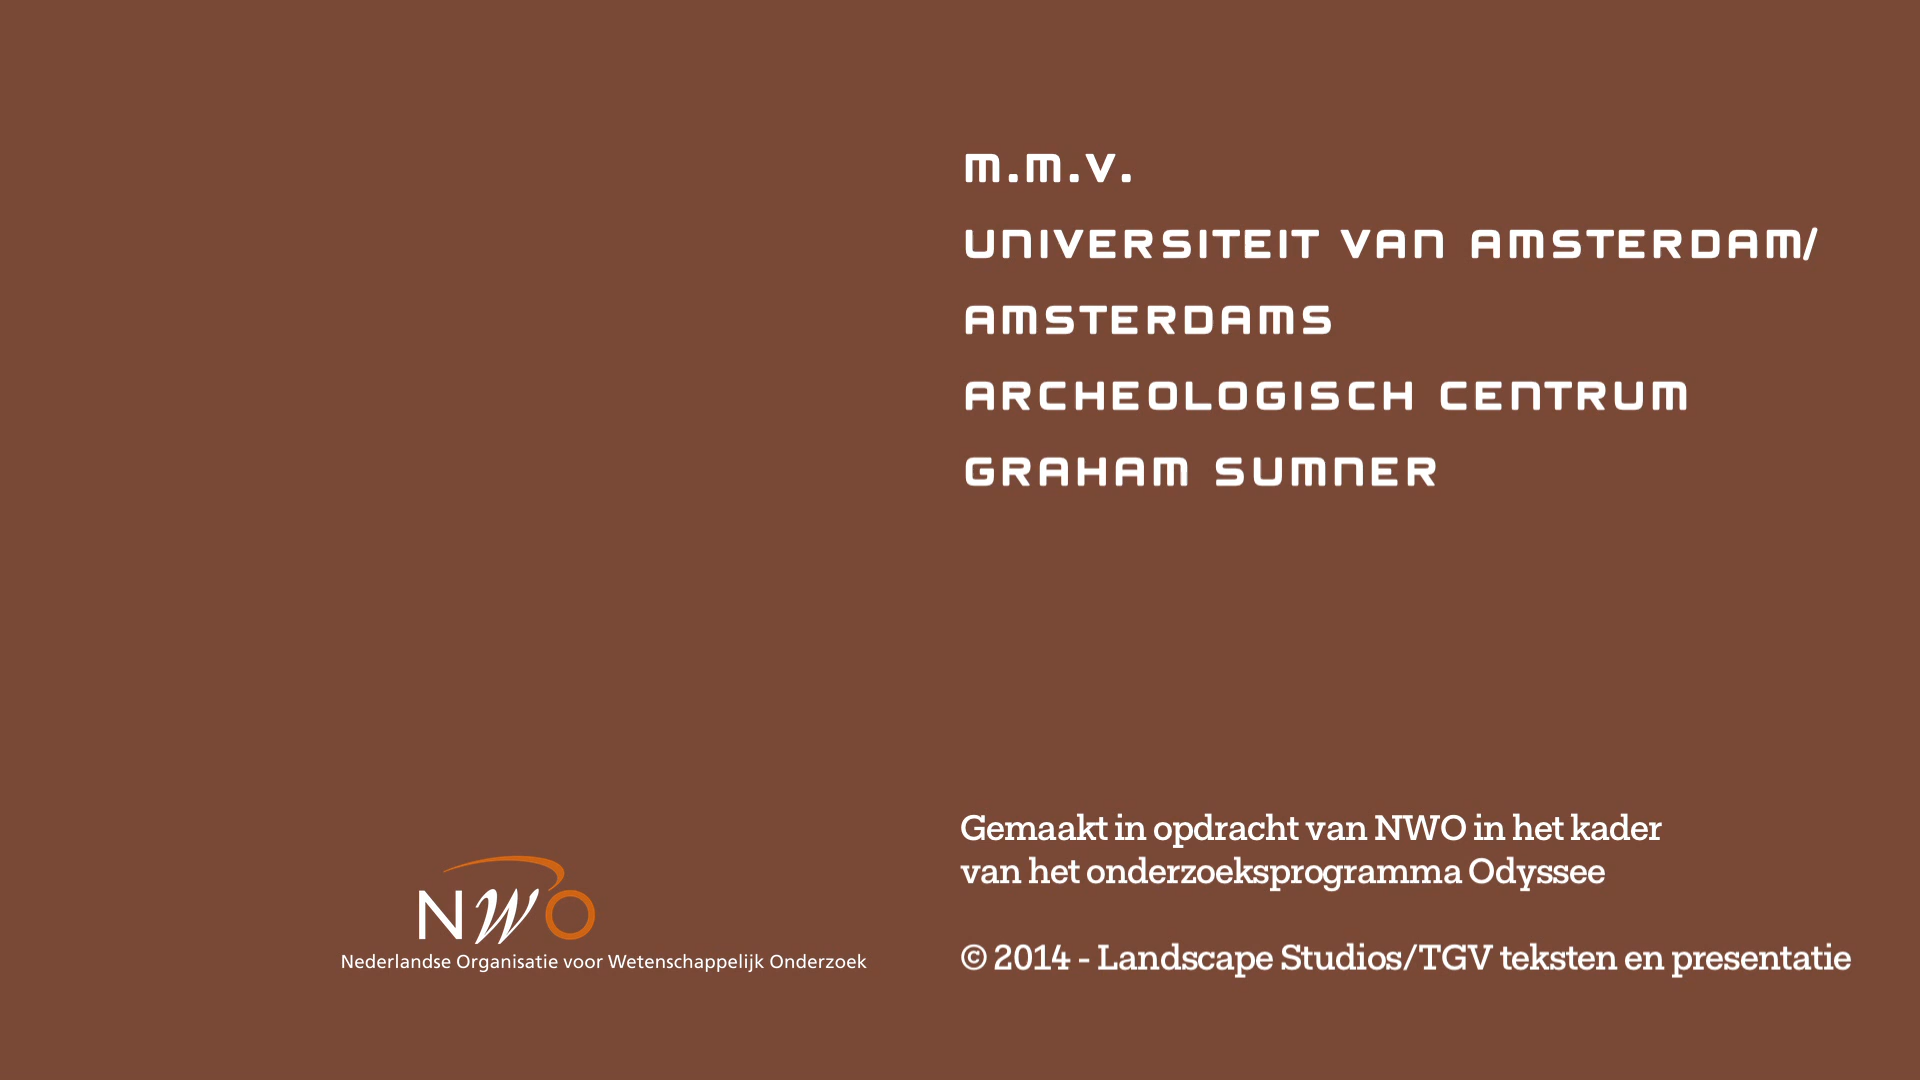 m.m.v.
UNIVERSITEIT VAN AMSTERDAM/
AMSTERDAMS
ARCHEOLOGISCH CENTRUM
GRAHAM SUMNER
Gemaakt in opdracht van NWO in het kader
van het onderzoeksprogramma Odyssee
NWO
Nederlandse Organisatie voor Wetenschappelijk Onderzoek
© 2014 - Landscape Studios/TGV teksten en presentatie